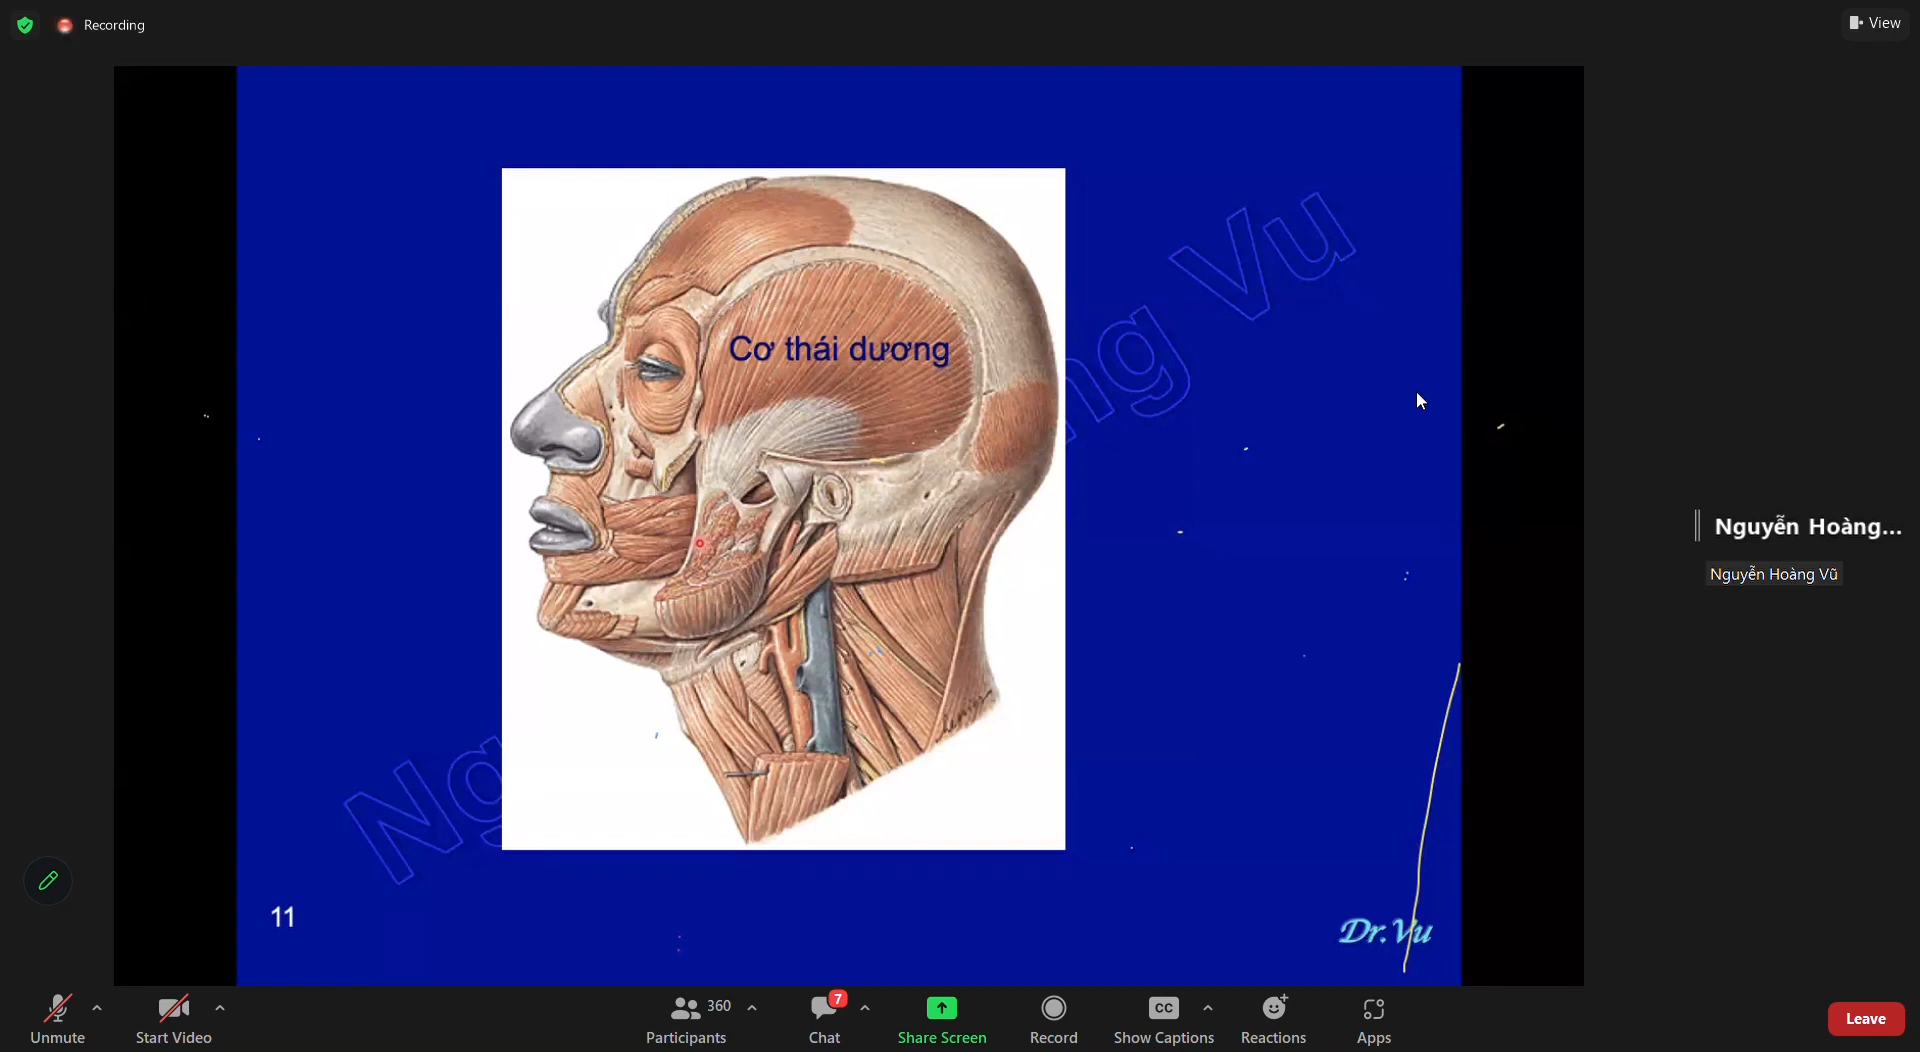 Recording
View
Cơ thái dương
ng Vu
Ng
Nguyễn Hoàng...
Nguyễn Hoàng Vũ
11
Dr.Vu
7
360
CC
Unmute
Start Video
Participants
Chat
Share Screen
Record
Show Captions
Reactions
Apps
Leave